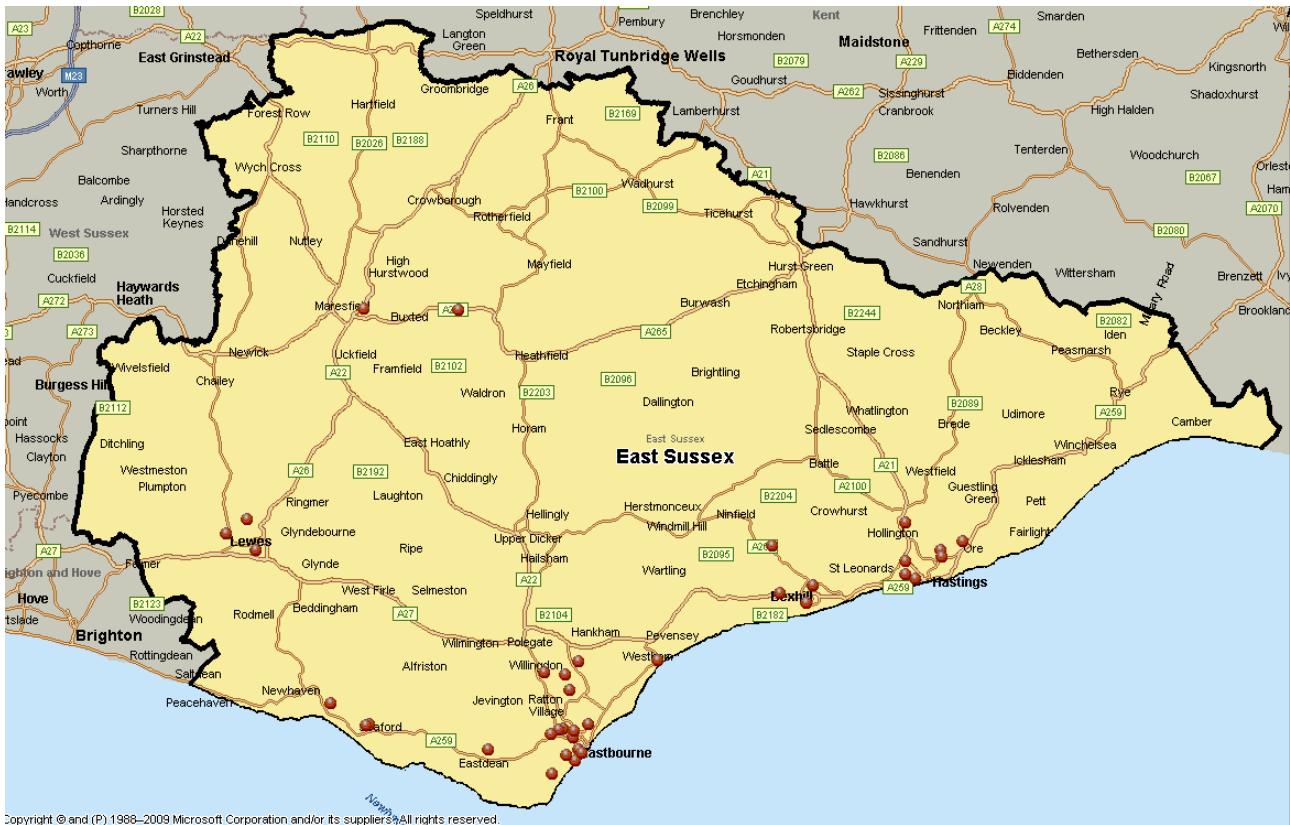 B2028
Speldhurst
Brenchley
Kent
Smarden
A23
A22
Pembury
Horsmonden
A274
Frittenden
Copthorne
Langton
Green
Maidstone
Bethersden
East Grinstead
Royal Tunbridge Wells
B2079
A229
Kingsnorth
M23
Worth
Goudhurst
Biddenden
Groombridge
A26
A262
Sissinghurst
Shadoxhurst
Turners Hill
Forest Row
Hartfield
Lamberhurst
Cranbrook
High Halden
Frant
B2169
B2110
B2026
B2188
Sharpthorne
Tenterden
Woodchurch
B2086
Wych Cross
A21
Benenden
B2067
Balcombe
Ardingly
B2100
Wadhurst
Crowborough
B2099
Ticehurst
Hawkhurst
Rolvenden
A2070
Horsted
Keynes
Rotherfield
B2114
West Sussex
B2080
Nutley
Sandhurst
B2036
High
Hurstwood
Mayfield
Hurst Green
Newenden
Wittersham
Brenzett
Cuckfield
Etchingham
Haywards
Heath
A272
A28
Maresfield
Buxted
Burwash
Northiam
B2244
Brookland
A273
A265
Robertsbridge
Beckley
B2082
Iden
Newick
Uckfield
Heathfield
Staple Cross
Peasmarsh
Wivelsfield
Framfield
B2102
A22
Chailey
Brightling
B2096
Waldron
B2203
Rye
B2112
Dallington
Whatlington
B2089
Udimore
A259
Ditchling
Horam
Sedlescombe
Brede
Camber
Hassocks
Clayton
East Hoathly
East Sussex
East Sussex
Winchelsea
Westmeston
Plumpton
A26
B2192
Battle
A21
Westfield
Icklesham
Chiddingly
Laughton
A2100
Guestling
Green
Pyecombe
Ringmer
B2204
Pett
Herstmonceux
Crowhurst
Glyndebourne
Hellingly
Windmill Hill
Ninfield
Hollington
Fairlight
Lewes
Upper Dicker
A27
Ripe
Hailsham
B2095
Ore
Falmer
Glynde
Wartling
St Leonards
Hastings
A22
Brighton and Hove
West Firle
Selmeston
A259
Hove
B2123
Beddingham
Bexhill
Woodingdean
Rodmell
A27
B2104
B2182
Brighton
Hankham
Pevensey
Wilmington
Polegate
Rottingdean
Alfriston
Willingdon
Westham
Saltdean
Newhaven
Peacehaven
Jevington
Ratton
Village
Seaford
A259
Eastdean
Eastbourne
Copyright © and (P) 1988–2009 Microsoft Corporation and/or its suppliers. All rights reserved.